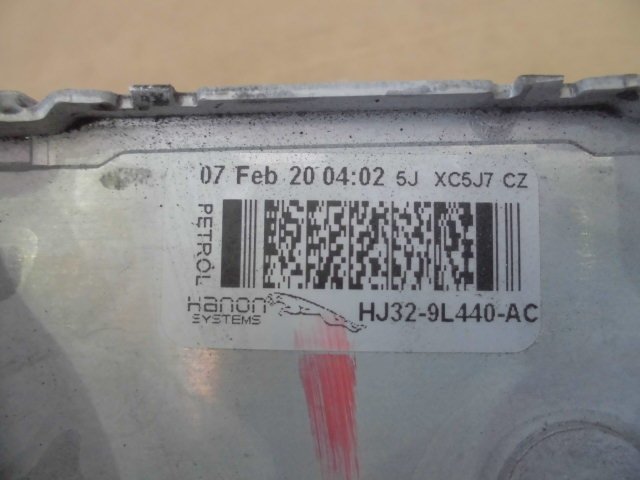 07 Feb 20 04:02 5J XC5J7 CZ
PETROL
Hanon
SYSTEMS
HJ32-9L440-AC